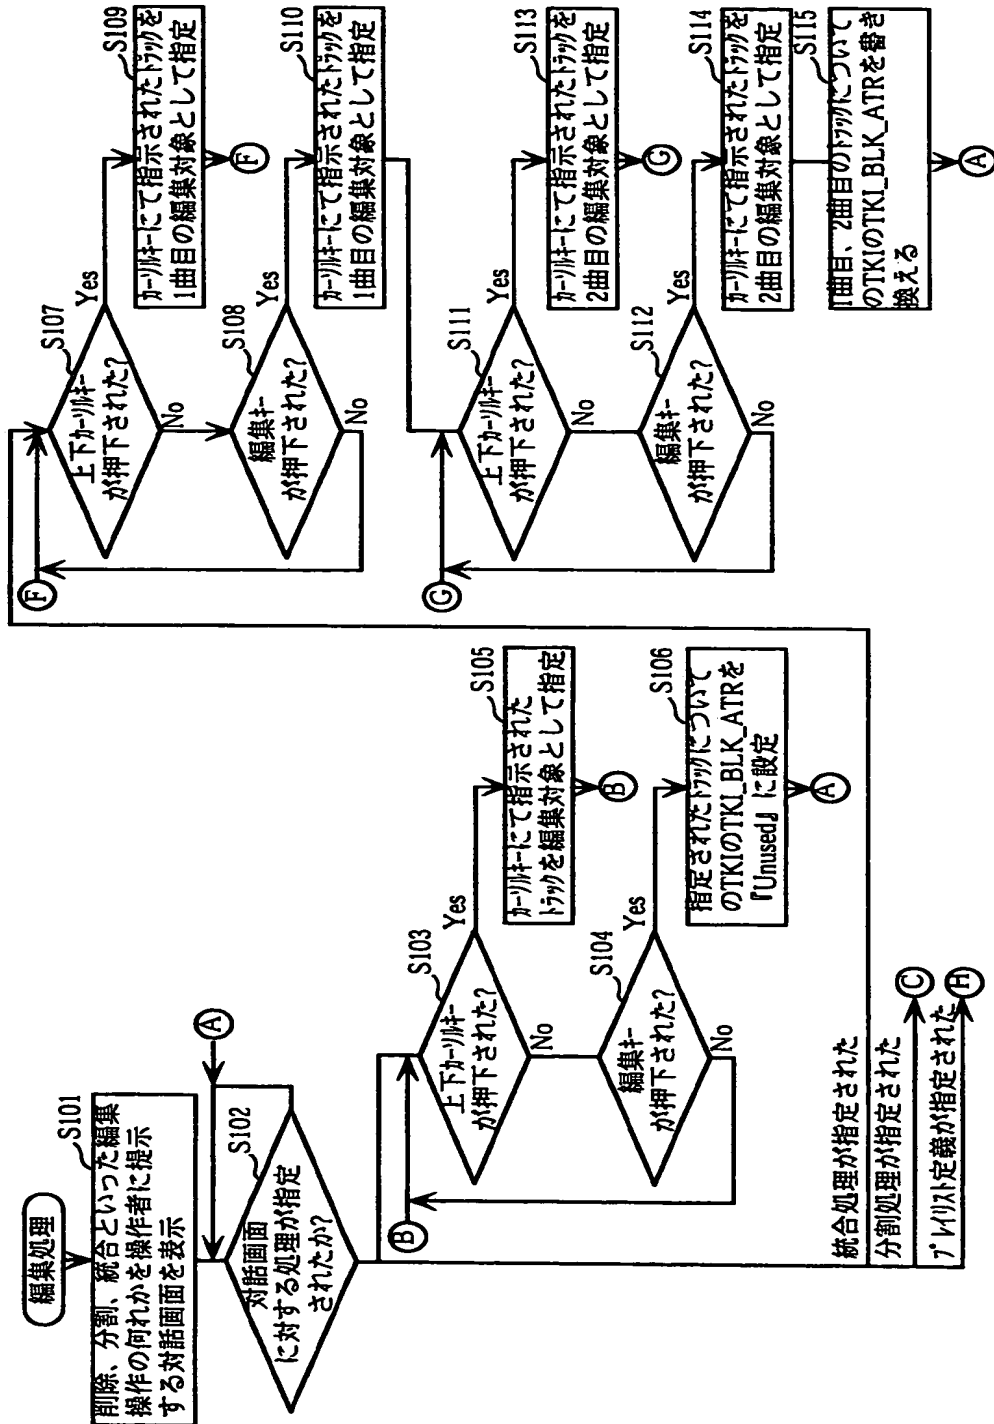 編集処理
S101
削除、分割、統合といった編集
操作の何れかを操作者に提示
する対話画面を表示
A
S102
対話画面
に対する処理が指定
されたか?
B
S103
上下カーソルキー
が押下された?
Yes
No
S105
カーソルキーにて指示された
トラックを編集対象として指定
B
S104
編集キー
が押下された?
Yes
No
S106
指定されたトラックについて
のTKIのTKI_BLK_ATRを
『Unused』に設定
A
統合処理が指定された
分割処理が指定された
C
プレイリスト定義が指定された
H
F
S107
上下カーソルキー
が押下された?
Yes
No
S109
カーソルキーにて指示されたトラックを
1曲目の編集対象として指定
F
S108
編集キー
が押下された?
Yes
No
S110
カーソルキーにて指示されたトラックを
1曲目の編集対象として指定
G
S111
上下カーソルキー
が押下された?
Yes
No
S113
カーソルキーにて指示されたトラックを
2曲目の編集対象として指定
G
S112
編集キー
が押下された?
Yes
No
S114
カーソルキーにて指示されたトラックを
2曲目の編集対象として指定
S115
1曲目、2曲目のトラックについて
のTKIのTKI_BLK_ATRを書き
換える
A